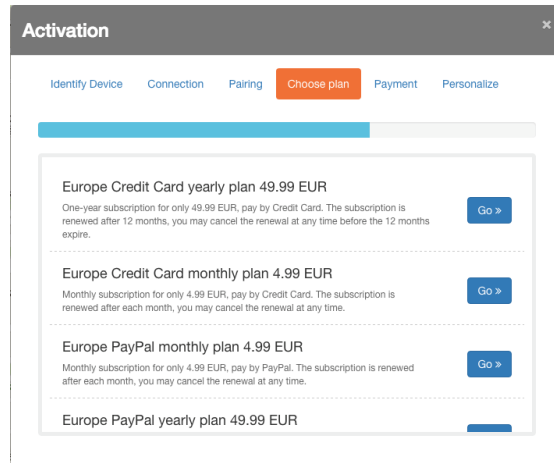 Activation
×
Identify Device Connection Pairing Choose plan Payment Personalize
Europe Credit Card yearly plan 49.99 EUR
One-year subscription for only 49.99 EUR, pay by Credit Card. The subscription is
renewed after 12 months, you may cancel the renewal at any time before the 12 months
expire.
Go »
Europe Credit Card monthly plan 4.99 EUR
Monthly subscription for only 4.99 EUR, pay by Credit Card. The subscription is
renewed after each month, you may cancel the renewal at any time.
Go »
Europe PayPal monthly plan 4.99 EUR
Monthly subscription for only 4.99 EUR, pay by PayPal. The subscription is renewed
after each month, you may cancel the renewal at any time.
Go »
Europe PayPal yearly plan 49.99 EUR